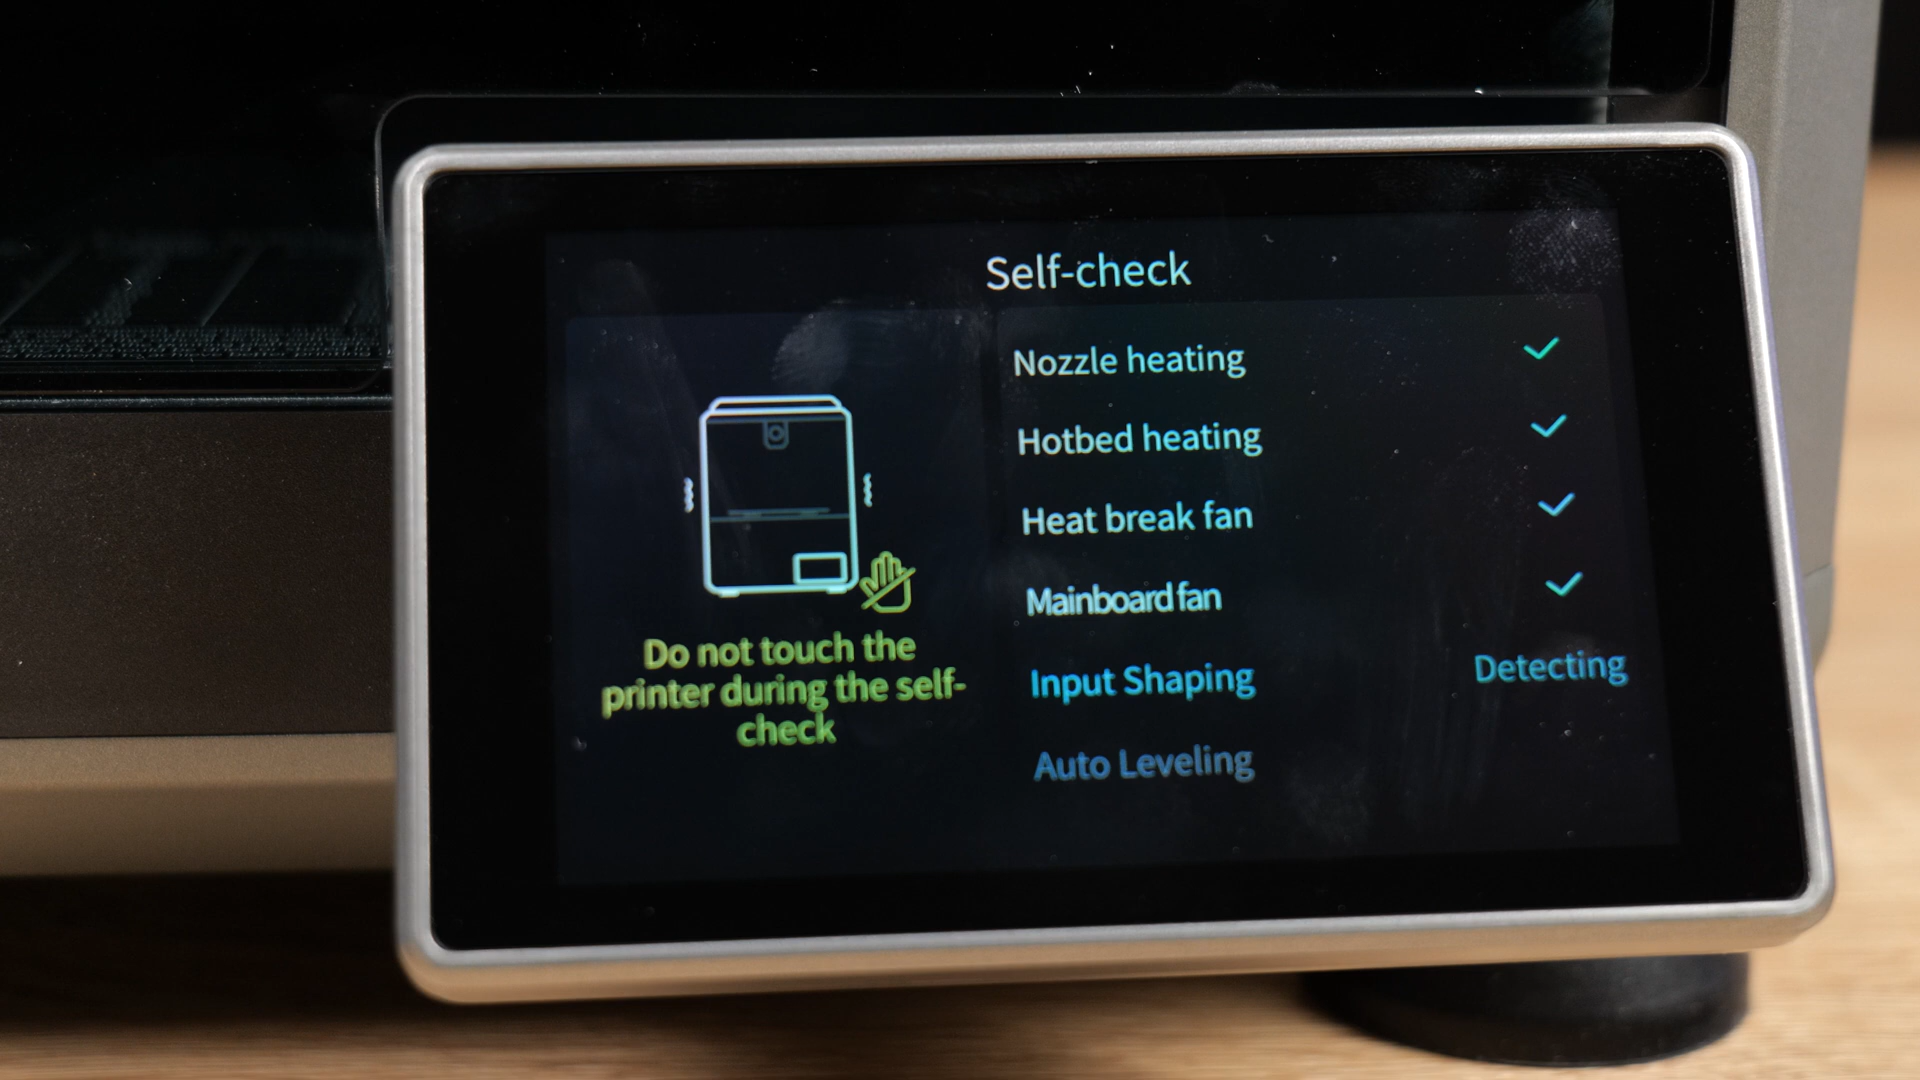 Self-check
Nozzle heating
Hotbed heating
Heat break fan
Mainboard fan
Input Shaping Detecting
Auto Leveling
Do not touch the
printer during the self-
check